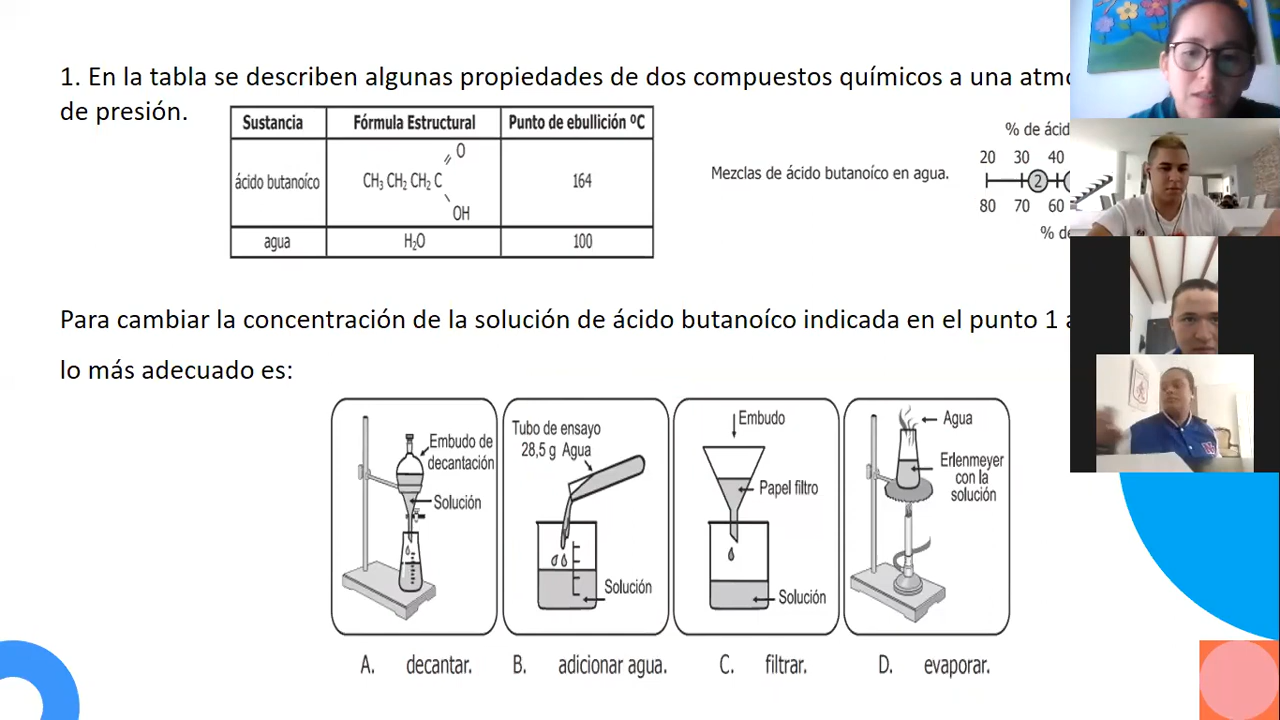 1. En la tabla se describen algunas propiedades de dos compuestos químicos a una
de presión.
Sustancia Fórmula Estructural Punto de ebullición ºC
ácido butanoíco CH₃ CH₂ CH₂ C O OH 164
agua H₂O 100
Mezclas de ácido butanoíco en agua.
% de
20 30 40
2
80 70 60
%
Para cambiar la concentración de la solución de ácido butanoíco indicada en el punto 1
lo más adecuado es:
Embudo de
decantación
Solución
Tubo de ensayo
28,5 g Agua
Solución
Embudo
Papel filtro
Solución
Agua
Erlenmeyer
con la
solución
A. decantar.
B. adicionar agua.
C. filtrar.
D. evaporar.